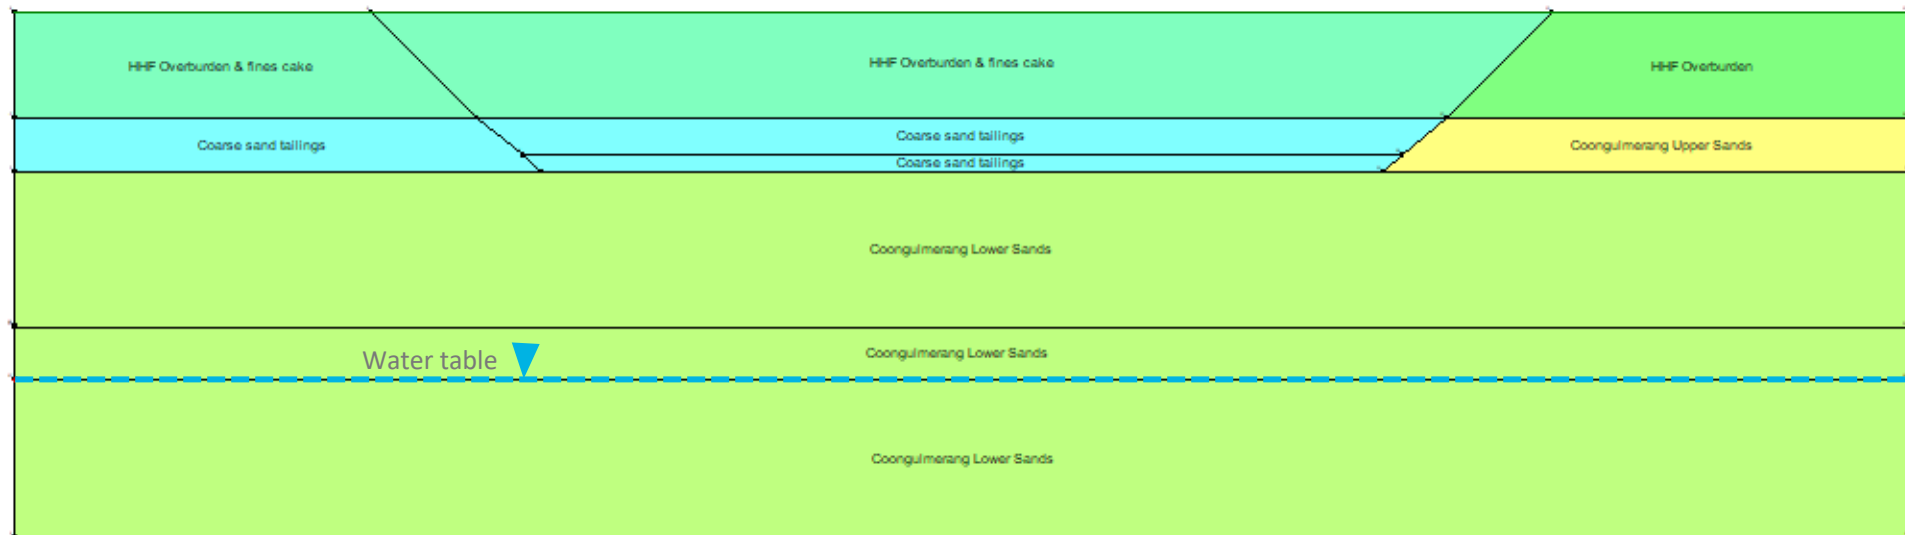 HHF Overburden & fines cake
HHF Overburden & fines cake
HHF Overburden
Coarse sand tailings
Coarse sand tailings
Coongulmerang Upper Sands
Coarse sand tailings
Coongulmerang Lower Sands
Water table
Coongulmerang Lower Sands
Coongulmerang Lower Sands